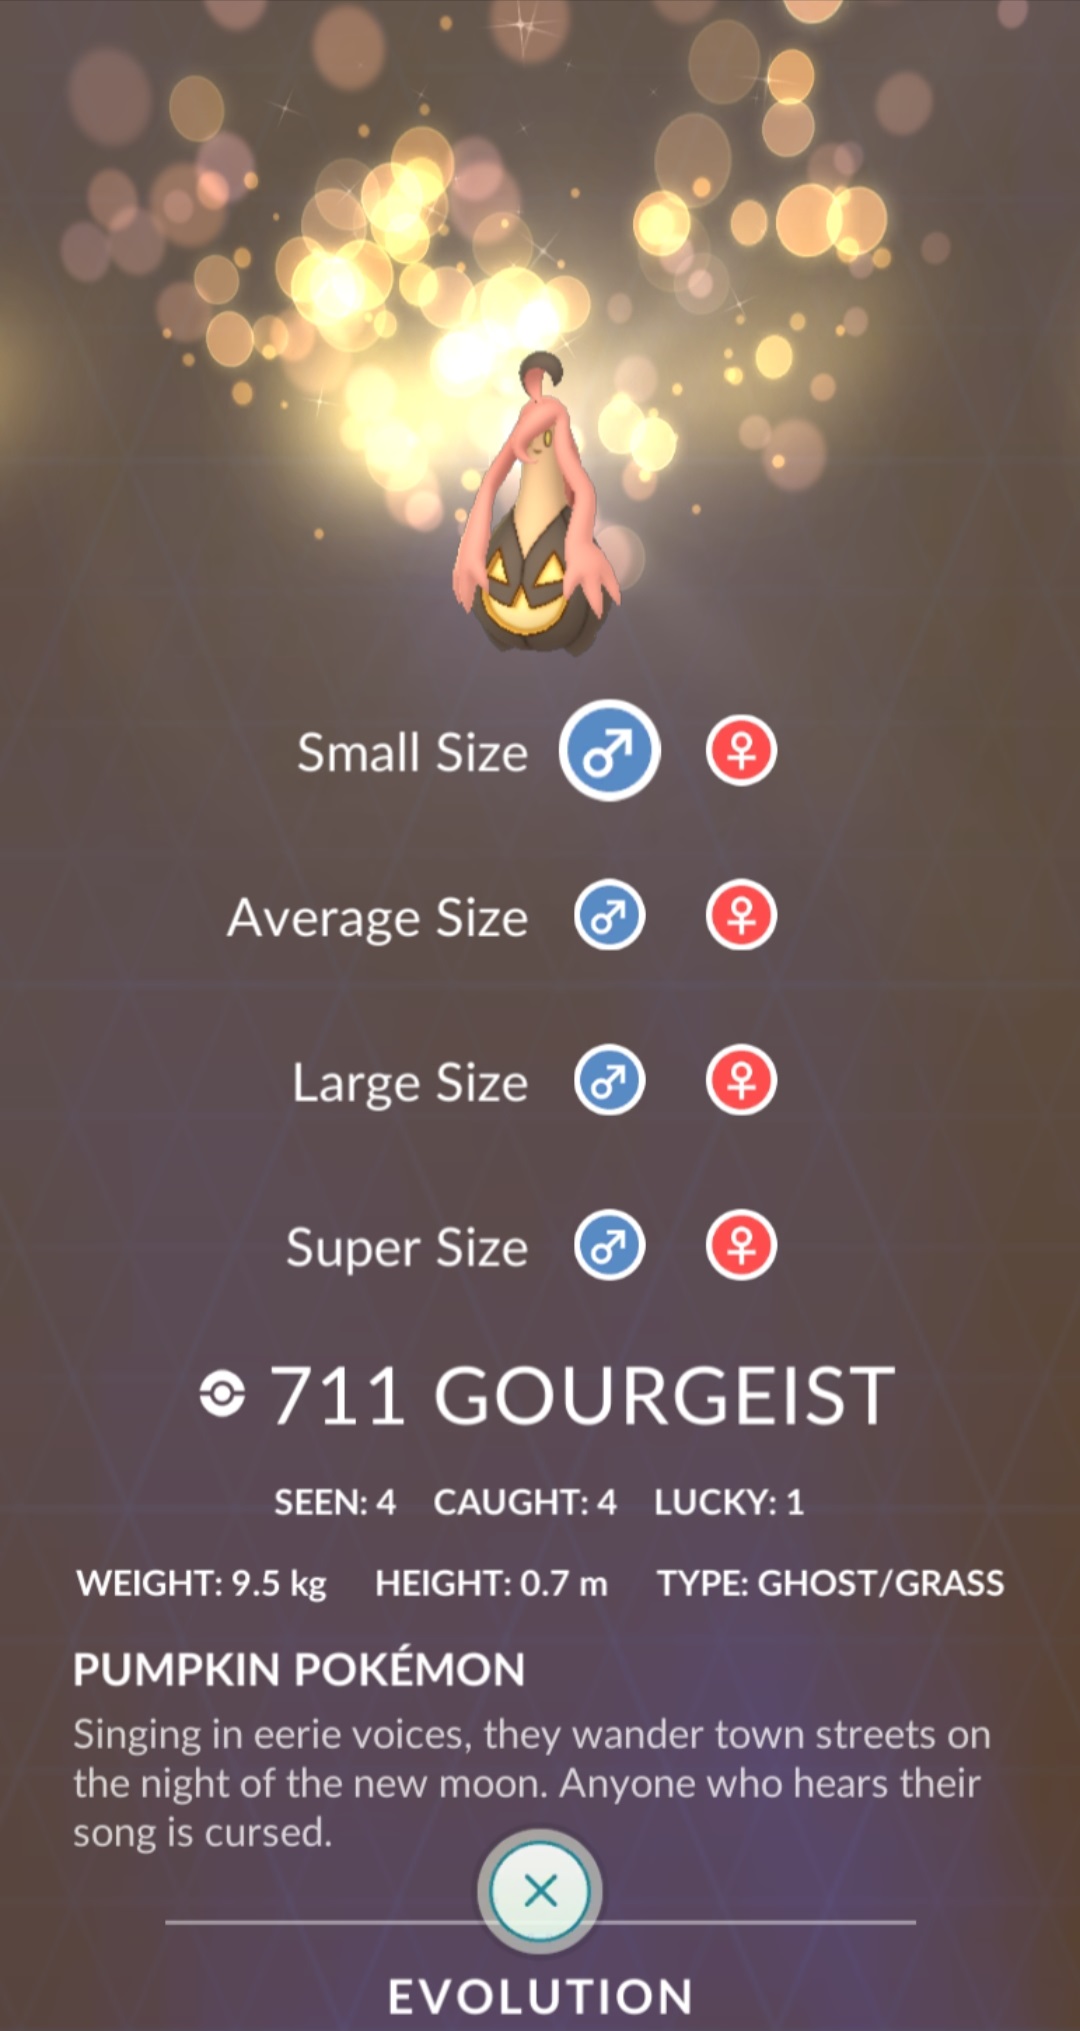 Small Size
Average Size
Large Size
Super Size
711 GOURGEIST
SEEN: 4 CAUGHT: 4 LUCKY: 1
WEIGHT: 9.5 kg HEIGHT: 0.7 m TYPE: GHOST/GRASS
PUMPKIN POKÉMON
Singing in eerie voices, they wander town streets on
the night of the new moon. Anyone who hears their
song is cursed.
EVOLUTION